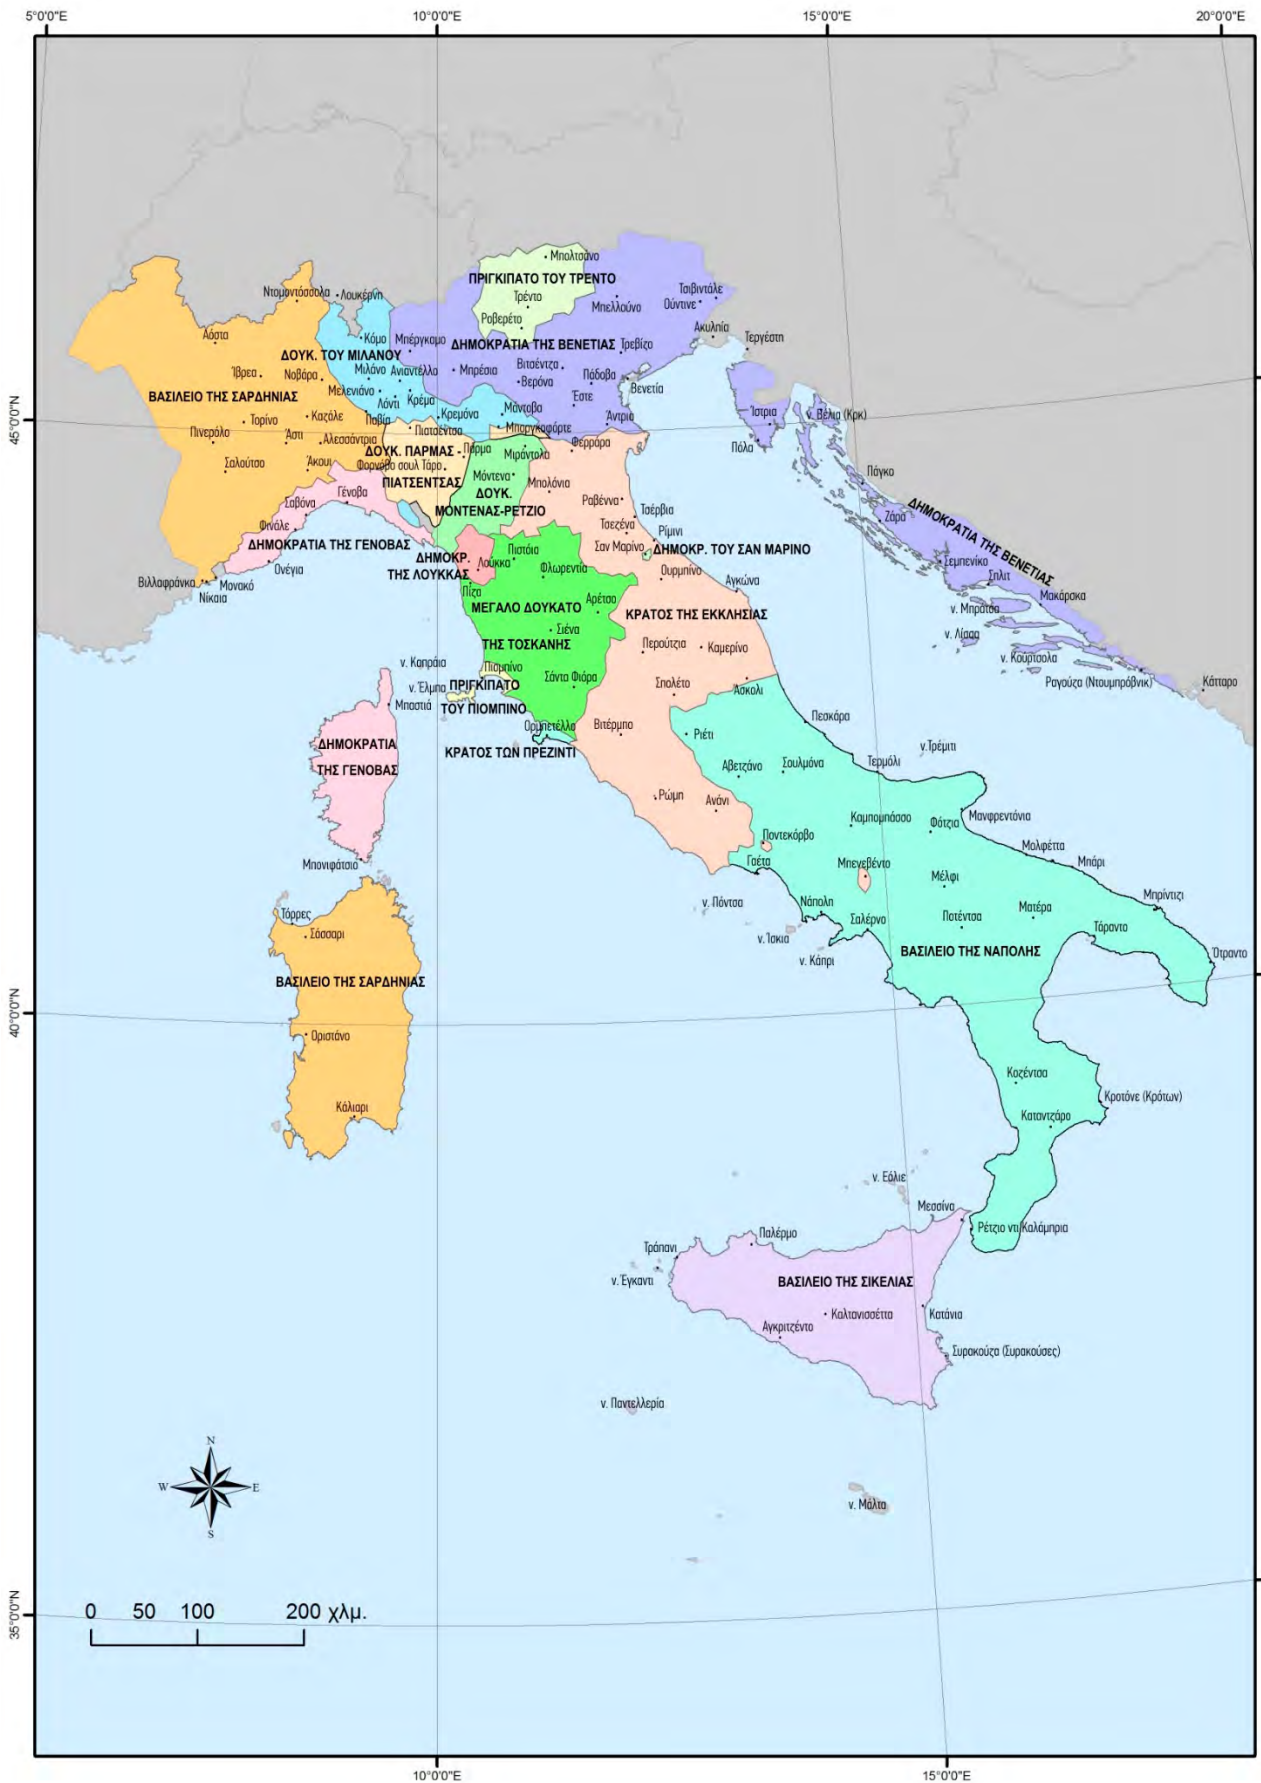 5°0'0"E
10°0'0"E
15°0'0"E
20°0'0"E
Μπολτσάνο
ΠΡΙΓΚΙΠΑΤΟ ΤΟΥ ΤΡΕΝΤΟ
Τρέντο
Ροβερέτο
Μπελλούνο
Τσιβιντάλε
Ούντινε
Ντομοντόσσολα
Λουκέρνη
Ακυληία
Τεργέστη
Αόστα
Κόμο
Μπέργκαμο
ΔΗΜΟΚΡΑΤΙΑ ΤΗΣ ΒΕΝΕΤΙΑΣ
Τρεβίζο
ΔΟΥΚ. ΤΟΥ ΜΙΛΑΝΟΥ
Ίβρεα
Νοβάρα
Μιλάνο
Ανιαντέλλο
Μπρέσια
Βιτσέντζα
Βερόνα
Πάδοβα
Βενετία
Μελενιάνο
ΒΑΣΙΛΕΙΟ ΤΗΣ ΣΑΡΔΗΝΙΑΣ
Λόντι
Κρέμα
Έστε
45°0'0"N
Τορίνο
Καζάλε
Παβία
Κρεμόνα
Μάντοβα
Άντρια
Ίστρια
ν. Βέλια (Κρκ)
Πινερόλο
Άστι
Αλεσσάντρια
Πιατσέντσα
Μποργκοφόρτε
Πόλα
ΔΟΥΚ. ΠΑΡΜΑΣ -
Πάρμα
Μιράντολα
Φερράρα
Σαλούτσο
Άκουι
Φορνόβο σουλ Τάρο
ΠΙΑΤΣΕΝΤΣΑΣ
Μόντενα
Μπολόνια
Πάγκο
ΔΟΥΚ.
ΜΟΝΤΕΝΑΣ-ΡΕΤΖΙΟ
Γένοβα
Σαβόνα
Ραβέννα
Τσέρβια
Ζάρα
ΔΗΜΟΚΡΑΤΙΑ ΤΗΣ ΒΕΝΕΤΙΑΣ
Φινάλε
Τσεζένα
Ρίμινι
ΔΗΜΟΚΡΑΤΙΑ ΤΗΣ ΓΕΝΟΒΑΣ
Σαν Μαρίνο
ΔΗΜΟΚΡ. ΤΟΥ ΣΑΝ ΜΑΡΙΝΟ
Ονέγια
ΔΗΜΟΚΡ.
ΤΗΣ ΛΟΥΚΚΑΣ
Λούκκα
Πιστόια
Φλωρεντία
Ουρμπίνο
Σεμπενίκο
Βιλλαφράνκα
Μονακό
Νίκαια
Πίζα
Αγκώνα
Σπλιτ
Μακάρσκα
ΜΕΓΑΛΟ ΔΟΥΚΑΤΟ
Αρέτσο
ΚΡΑΤΟΣ ΤΗΣ ΕΚΚΛΗΣΙΑΣ
ν. Μπράτσα
Σιένα
ΤΗΣ ΤΟΣΚΑΝΗΣ
Περούτζια
Καμερίνο
ν. Λίσσα
ν. Κούρτσολα
ν. Καπράια
Πιομπίνο
ν. Έλμπα
ΠΡΙΓΚΙΠΑΤΟ
Σάντα Φιόρα
Σπολέτο
Άσκολι
Ραγούζα (Ντουμπρόβνικ)
Κάτταρο
Μπαστιά
ΤΟΥ ΠΙΟΜΠΙΝΟ
Ορμπετέλλο
Βιτέρμπο
Ριέτι
Πεσκάρα
ΔΗΜΟΚΡΑΤΙΑ
ΤΗΣ ΓΕΝΟΒΑΣ
ΚΡΑΤΟΣ ΤΩΝ ΠΡΕΖΙΝΤΙ
Αβετζάνο
Σουλμόνα
Τερμόλι
ν. Τρέμιτι
Ρώμη
Ανάνι
Καμπομπάσσο
Φότζια
Μανφρεντόνια
Ποντεκόρβο
Μολφέττα
Μπάρι
Μπονιφάτσια
Γαέτα
Μπενεβέντο
Μέλφι
ν. Πόντσα
Νάπολη
Σαλέρνο
Ποτέντσα
Ματέρα
Μπρίντιζι
Τόρρες
Σάσσαρι
ν. Ίσκια
ν. Κάπρι
Τάραντο
ΒΑΣΙΛΕΙΟ ΤΗΣ ΝΑΠΟΛΗΣ
Ότραντο
ΒΑΣΙΛΕΙΟ ΤΗΣ ΣΑΡΔΗΝΙΑΣ
40°0'0"N
Οριστάνο
Κοζέντσα
Κάλιαρι
Κροτόνε (Κρότων)
Καταντζάρο
ν. Εόλιε
Μεσσίνα
Ρέτζιο ντι Καλάμπρια
Τράπανι
Παλέρμο
ν. Έγκαντι
ΒΑΣΙΛΕΙΟ ΤΗΣ ΣΙΚΕΛΙΑΣ
Καλτανισσέττα
Κατάνια
Αγκριτζέντο
Συρακούζα (Συρακούσες)
ν. Παντελλερία
N
W
E
S
ν. Μάλτα
35°0'0"N
0 50 100 200 χλμ.
10°0'0"E
15°0'0"E